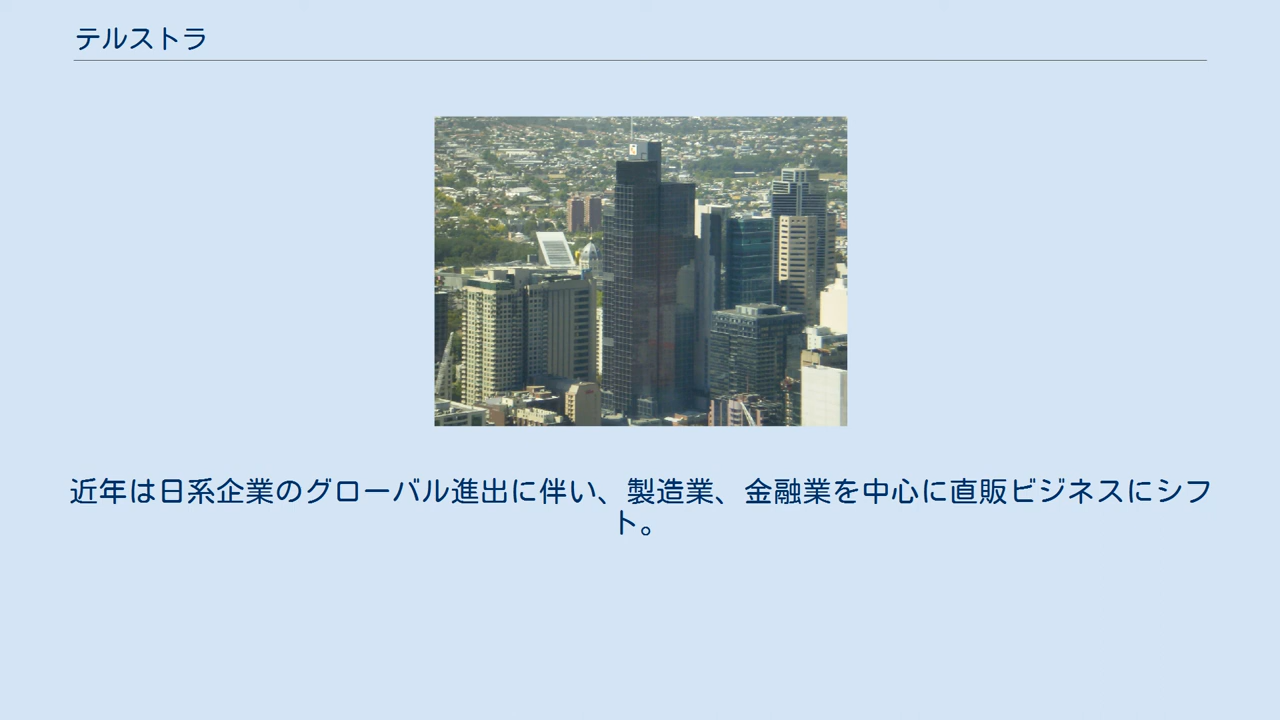 テルストラ
近年は日系企業のグローバル進出に伴い、製造業、金融業を中心に直販ビジネスにシフ
ト。